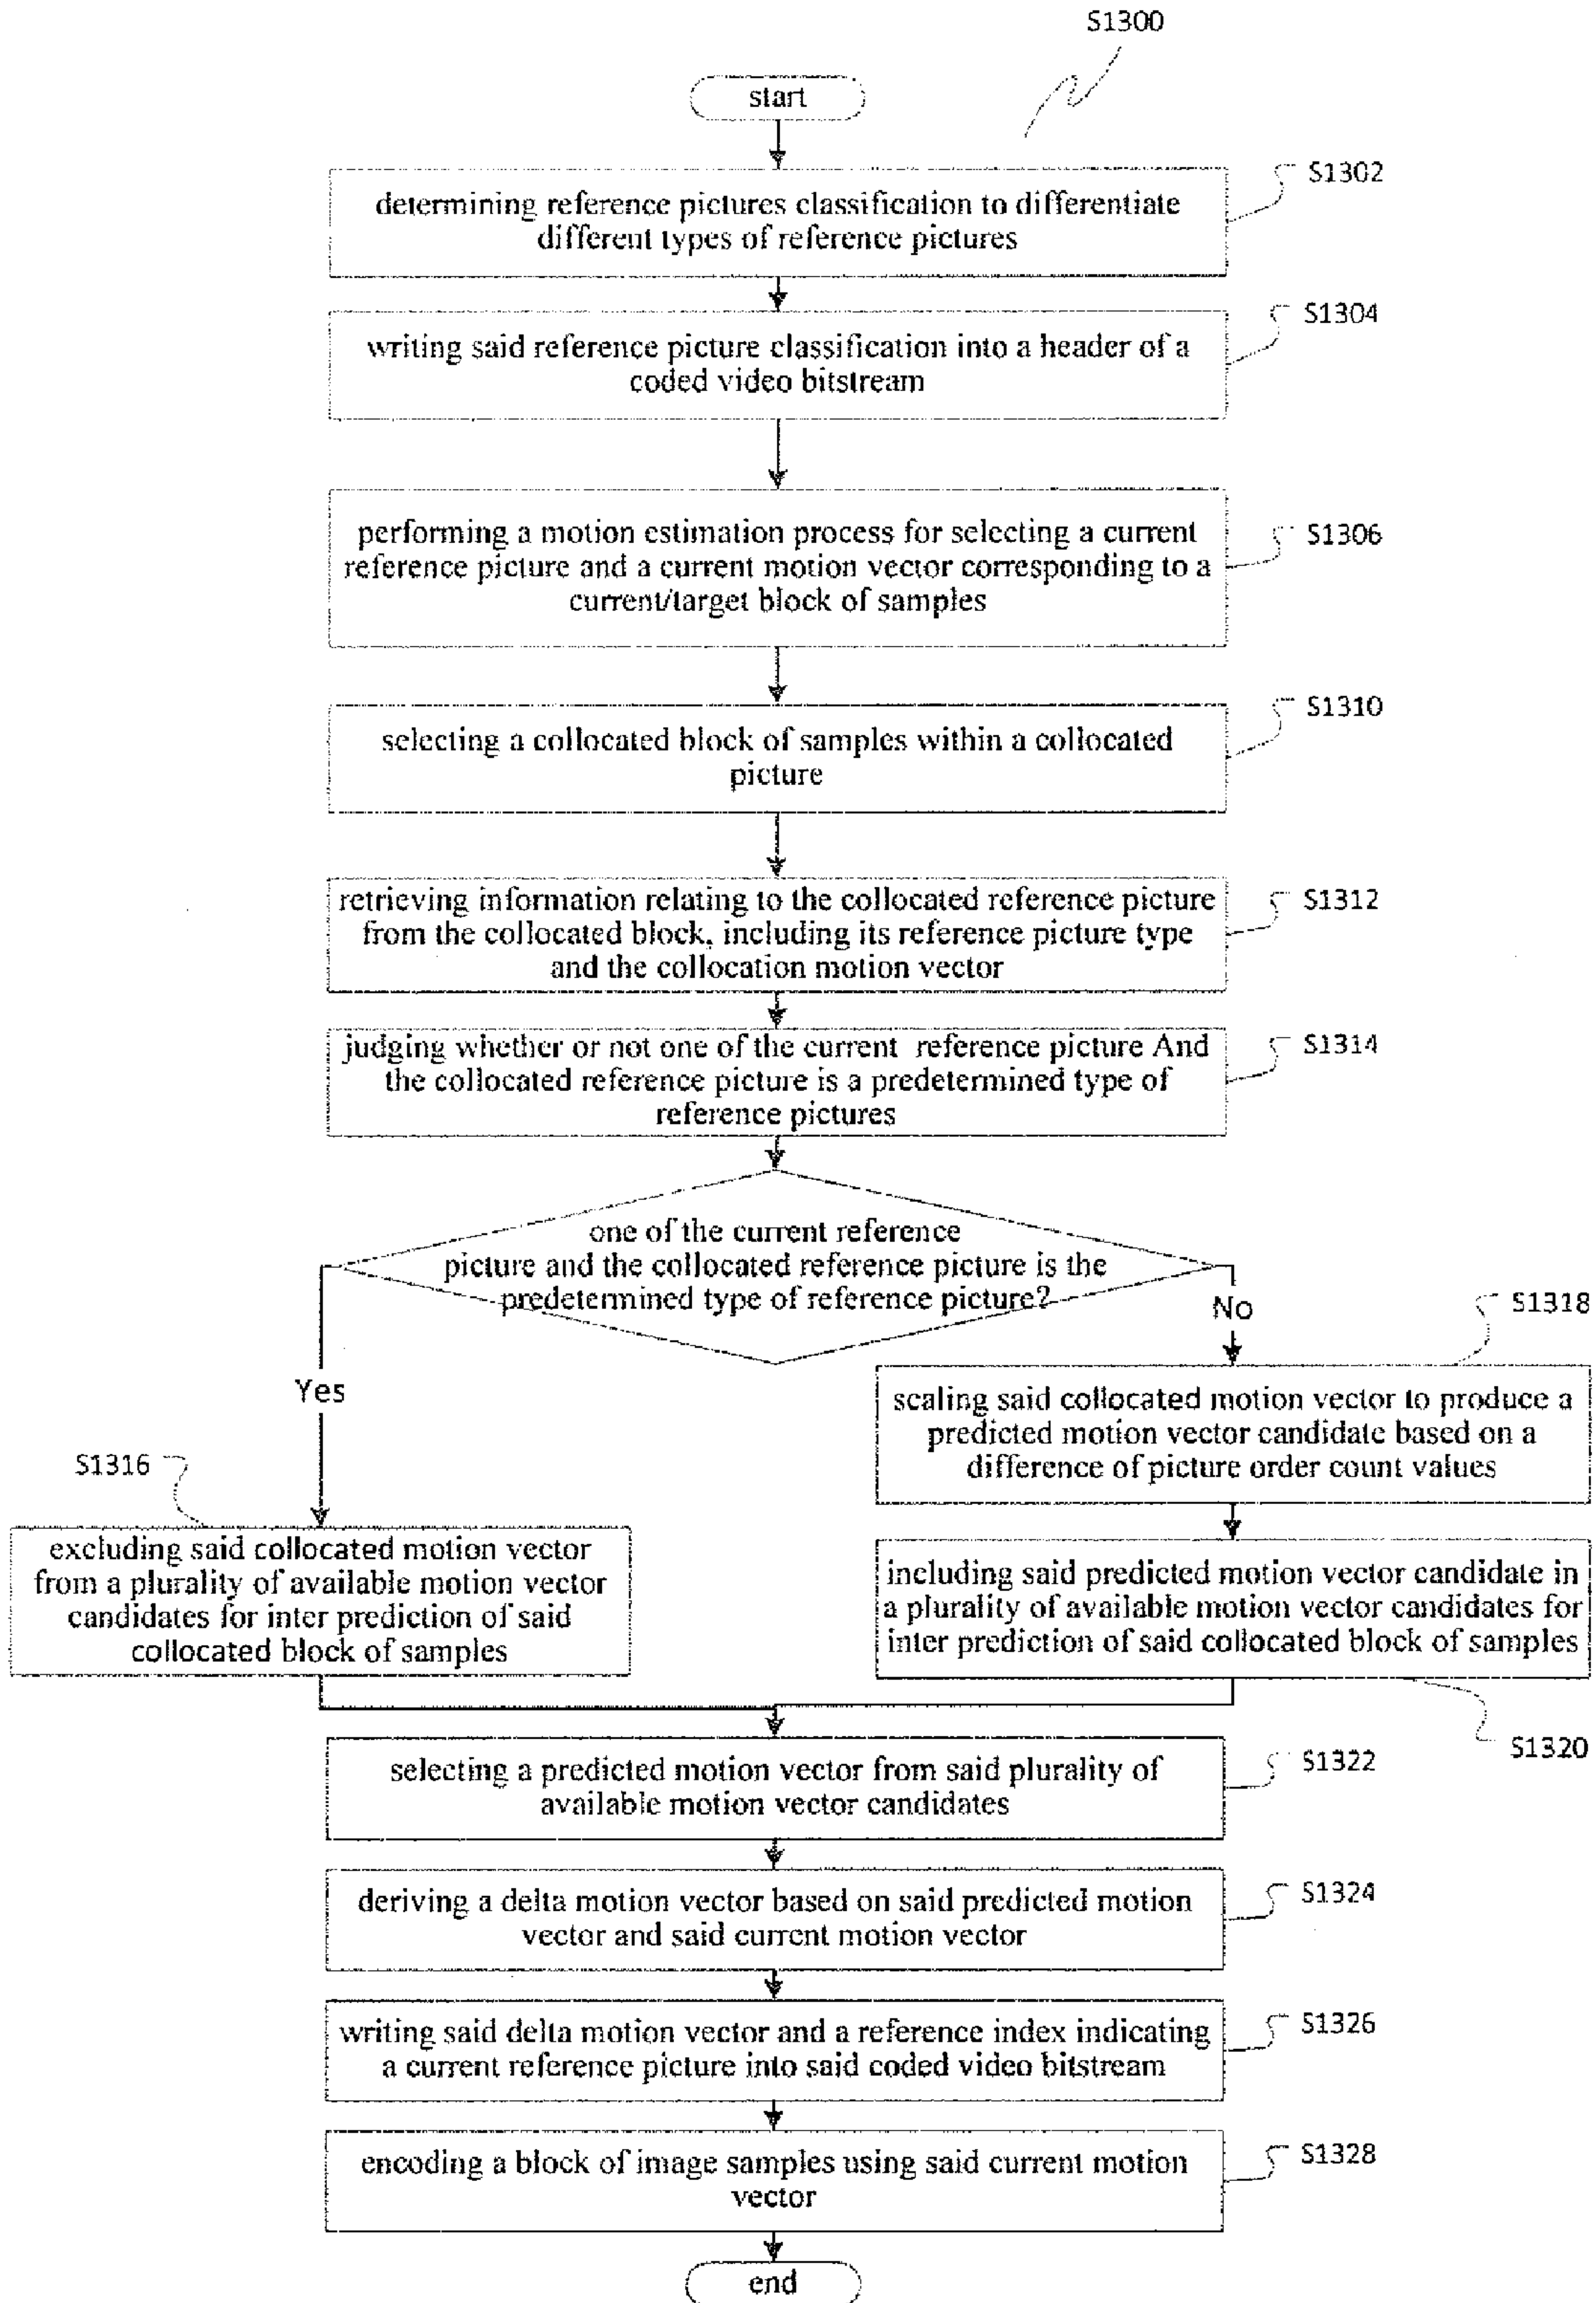 S1300
start
S1302
determining reference pictures classification to differentiate
different types of reference pictures
S1304
writing said reference picture classification into a header of a
coded video bitstream
S1306
performing a motion estimation process for selecting a current
reference picture and a current motion vector corresponding to a
current/target block of samples
S1310
selecting a collocated block of samples within a collocated
picture
S1312
retrieving information relating to the collocated reference picture
from the collocated block, including its reference picture type
and the collocation motion vector
S1314
judging whether or not one of the current reference picture And
the collocated reference picture is a predetermined type of
reference pictures
one of the current reference
picture and the collocated reference picture is the
predetermined type of reference picture?
Yes
No
S1318
scaling said collocated motion vector to produce a
predicted motion vector candidate based on a
difference of picture order count values
S1316
excluding said collocated motion vector
from a plurality of available motion vector
candidates for inter prediction of said
collocated block of samples
including said predicted motion vector candidate in
a plurality of available motion vector candidates for
inter prediction of said collocated block of samples
S1320
S1322
selecting a predicted motion vector from said plurality of
available motion vector candidates
S1324
deriving a delta motion vector based on said predicted motion
vector and said current motion vector
S1326
writing said delta motion vector and a reference index indicating
a current reference picture into said coded video bitstream
S1328
encoding a block of image samples using said current motion
vector
end